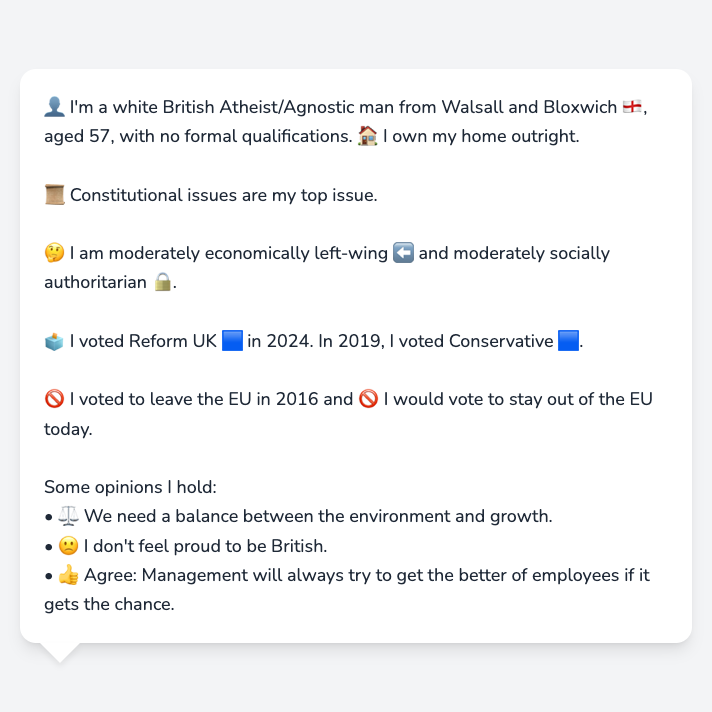 👤 I'm a white British Atheist/Agnostic man from Walsall and Bloxwich 🏴󠁧󠁢󠁥󠁮󠁧󠁿,
aged 57, with no formal qualifications. 🏠 I own my home outright.
📜 Constitutional issues are my top issue.
🤔 I am moderately economically left-wing ⬅️ and moderately socially
authoritarian 🔒.
🗳️ I voted Reform UK 🟦 in 2024. In 2019, I voted Conservative 🟦.
🚫 I voted to leave the EU in 2016 and 🚫 I would vote to stay out of the EU
today.
Some opinions I hold:
• ⚖️ We need a balance between the environment and growth.
• 🙁 I don't feel proud to be British.
• 👍 Agree: Management will always try to get the better of employees if it
gets the chance.